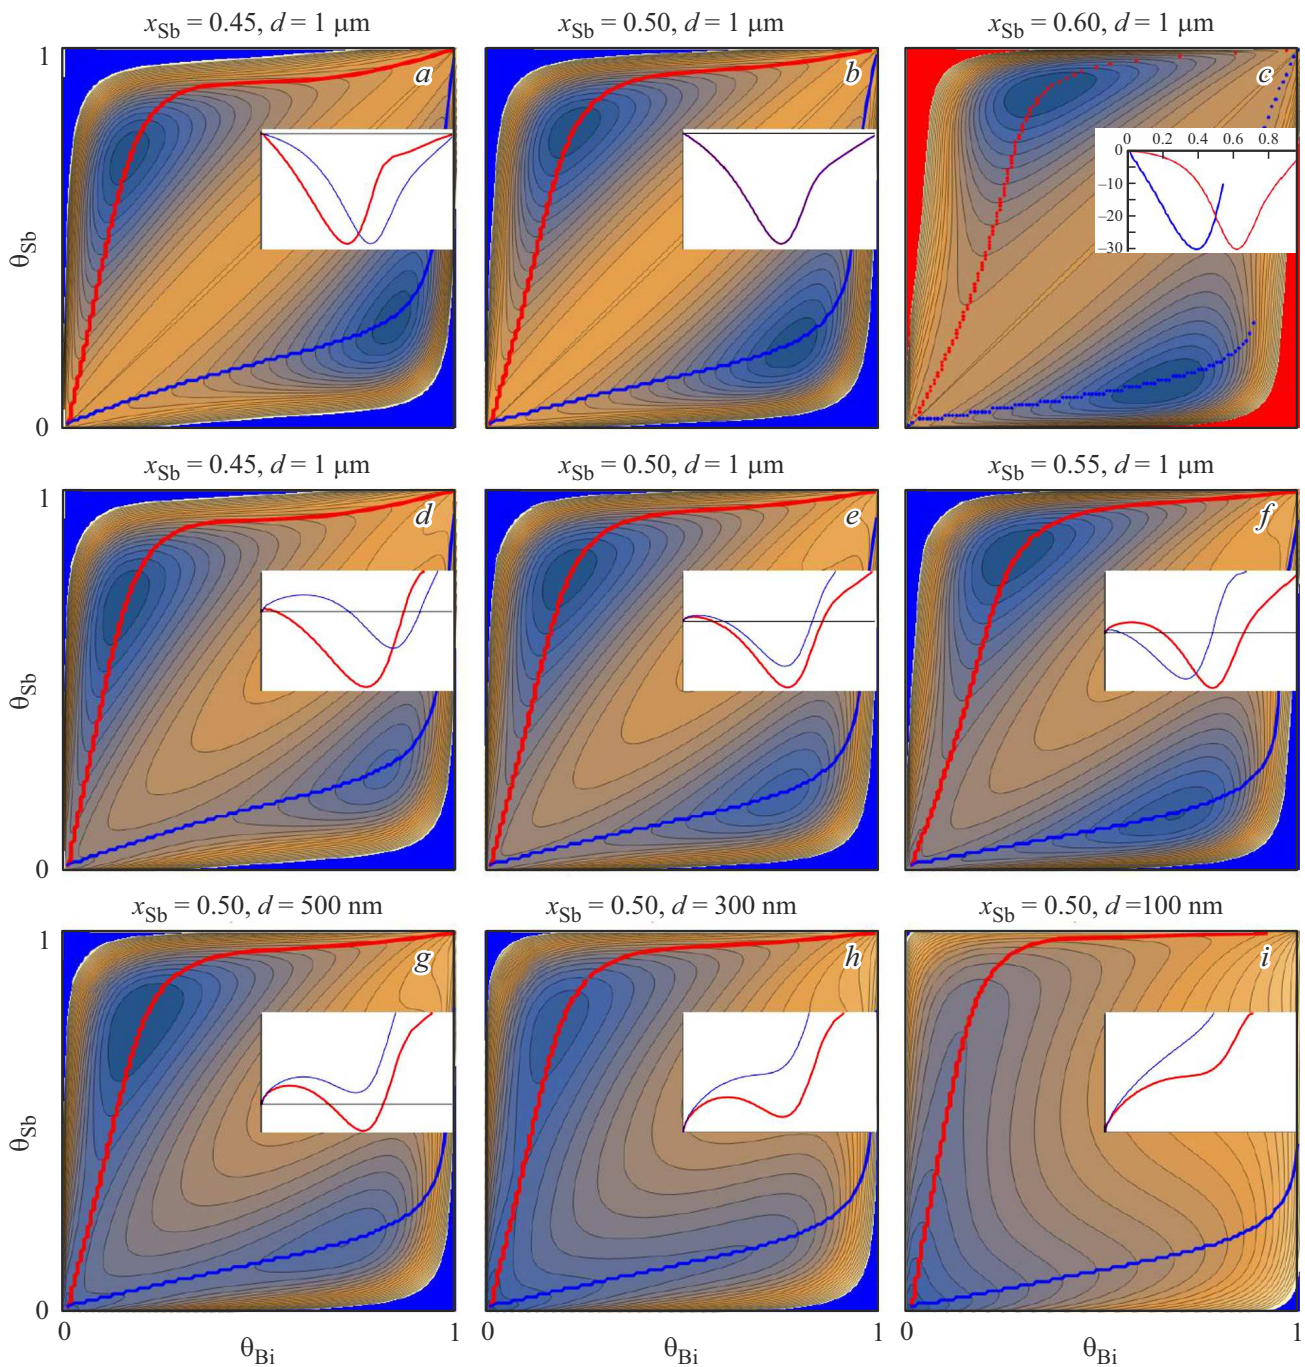 x_Sb = 0.45, d = 1 μm
x_Sb = 0.50, d = 1 μm
x_Sb = 0.60, d = 1 μm
1
a
b
c
0 0.2 0.4 0.6 0.8
0
−10
−20
−30
θ_Sb
0
x_Sb = 0.45, d = 1 μm
x_Sb = 0.50, d = 1 μm
x_Sb = 0.55, d = 1 μm
1
d
e
f
θ_Sb
0
x_Sb = 0.50, d = 500 nm
x_Sb = 0.50, d = 300 nm
x_Sb = 0.50, d =100 nm
1
g
h
i
θ_Sb
0
0 1
0 1
0 1
θ_Bi
θ_Bi
θ_Bi